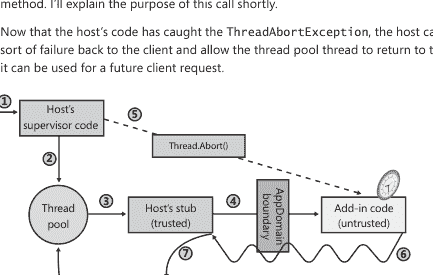 method. I'll explain the purpose of this call shortly.
Now that the host's code has caught the ThreadAbortException, the host ca
sort of failure back to the client and allow the thread pool thread to return to t
it can be used for a future client request.
1
Host's
supervisor code
5
Thread.Abort()
2
Thread
pool
3
Host's stub
(trusted)
4
AppDomain
boundary
Add-in code
(untrusted)
7
6